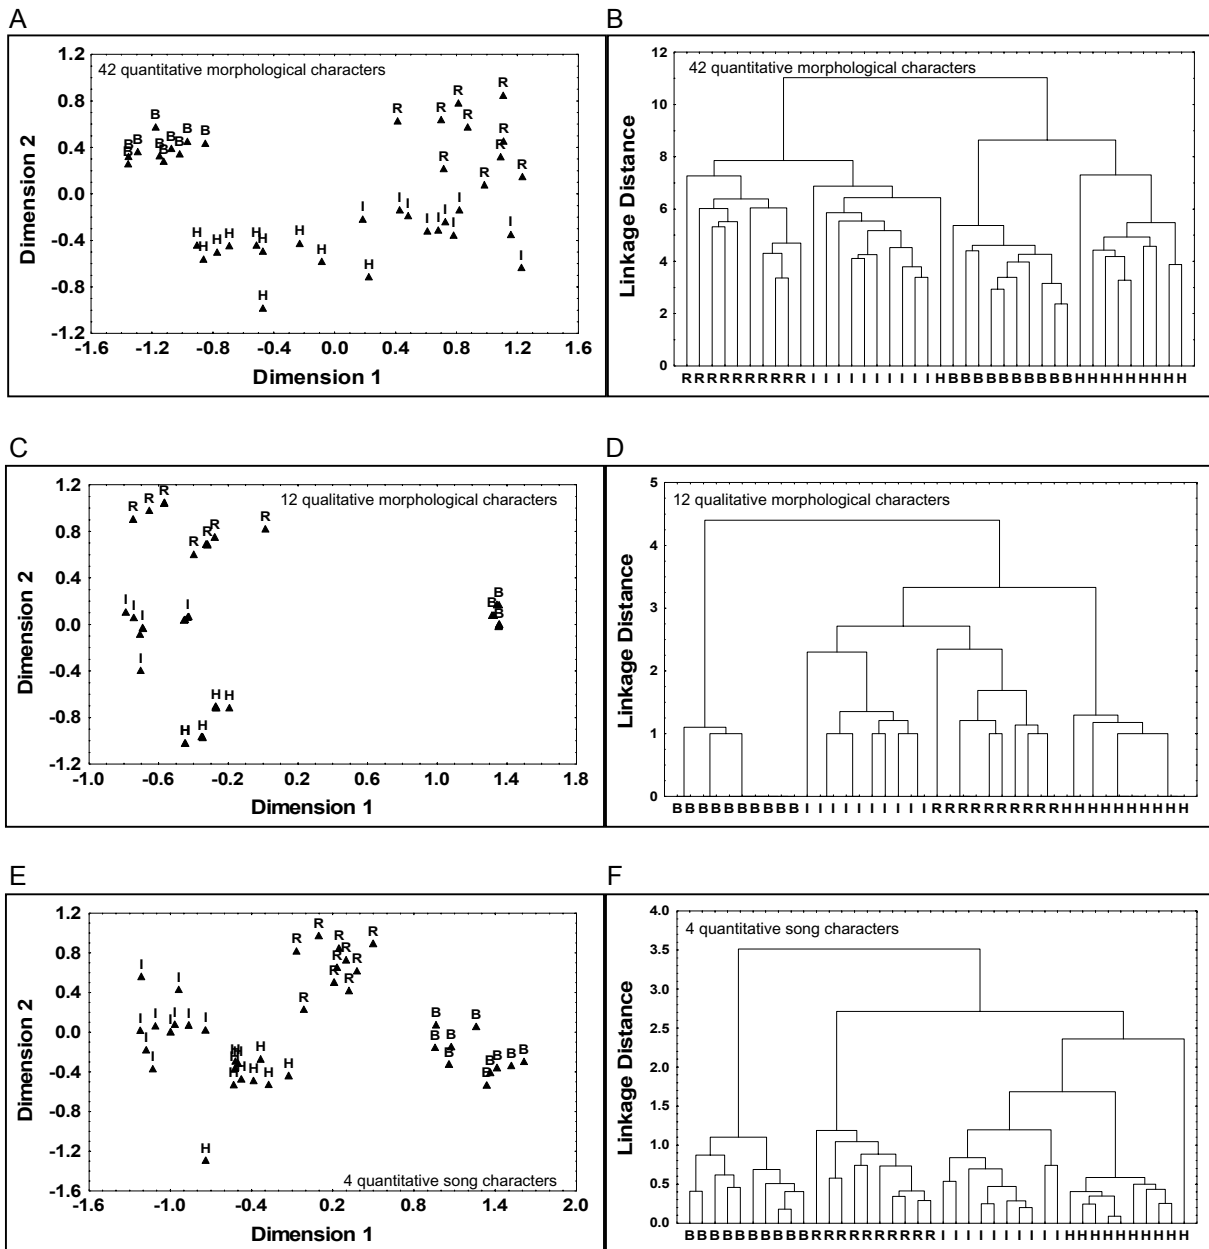 A
42 quantitative morphological characters
1.2
0.8
0.4
0.0
-0.4
-0.8
-1.2
Dimension 2
B B B B B B B B B B
R R R R R R R R R R
I I I I I I I I I I
H H H H H H H H H H
-1.6 -1.2 -0.8 -0.4 0.0 0.4 0.8 1.2 1.6
Dimension 1
B
42 quantitative morphological characters
12
10
8
6
4
2
0
Linkage Distance
R R R R R R R R R R I I I I I I I I I I H B B B B B B B B B B H H H H H H H H H
C
12 qualitative morphological characters
1.2
0.8
0.4
0.0
-0.4
-0.8
-1.2
Dimension 2
R R R R R R R R
I I I I I
B B B
H H H H
-1.0 -0.6 -0.2 0.2 0.6 1.0 1.4 1.8
Dimension 1
D
12 qualitative morphological characters
5
4
3
2
1
0
Linkage Distance
B B B B B B B B B B I I I I I I I I I I R R R R R R R R R R H H H H H H H H H H
E
4 quantitative song characters
1.2
0.8
0.4
0.0
-0.4
-0.8
-1.2
-1.6
Dimension 2
R R R R R R R R R R
I I I I I I I I I I
B B B B B B B B B B
H H H H H H H H H H
-1.6 -1.0 -0.4 0.2 0.8 1.4 2.0
Dimension 1
F
4 quantitative song characters
4.0
3.5
3.0
2.5
2.0
1.5
1.0
0.5
0.0
Linkage Distance
B B B B B B B B B B R R R R R R R R R R I I I I I I I I I I H H H H H H H H H H